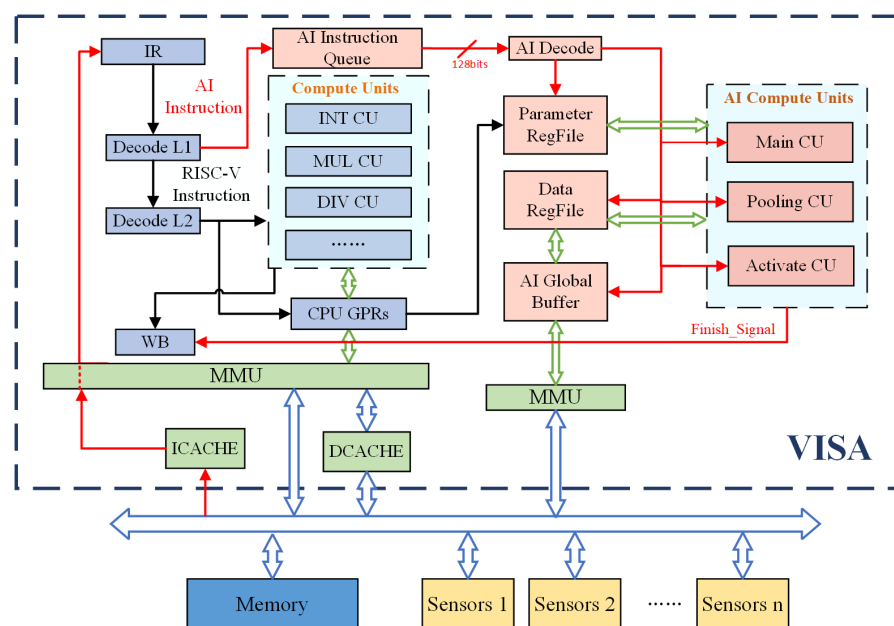 IR
AI Instruction
Queue
128bits
AI Decode
AI
Instruction
Compute Units
AI Compute Units
INT CU
Parameter
RegFile
Decode L1
Main CU
MUL CU
RISC-V
Instruction
DIV CU
Data
RegFile
Pooling CU
Decode L2
......
Activate CU
AI Global
Buffer
CPU GPRs
WB
Finish_Signal
MMU
MMU
ICACHE
DCACHE
VISA
Memory
Sensors 1
Sensors 2
......
Sensors n